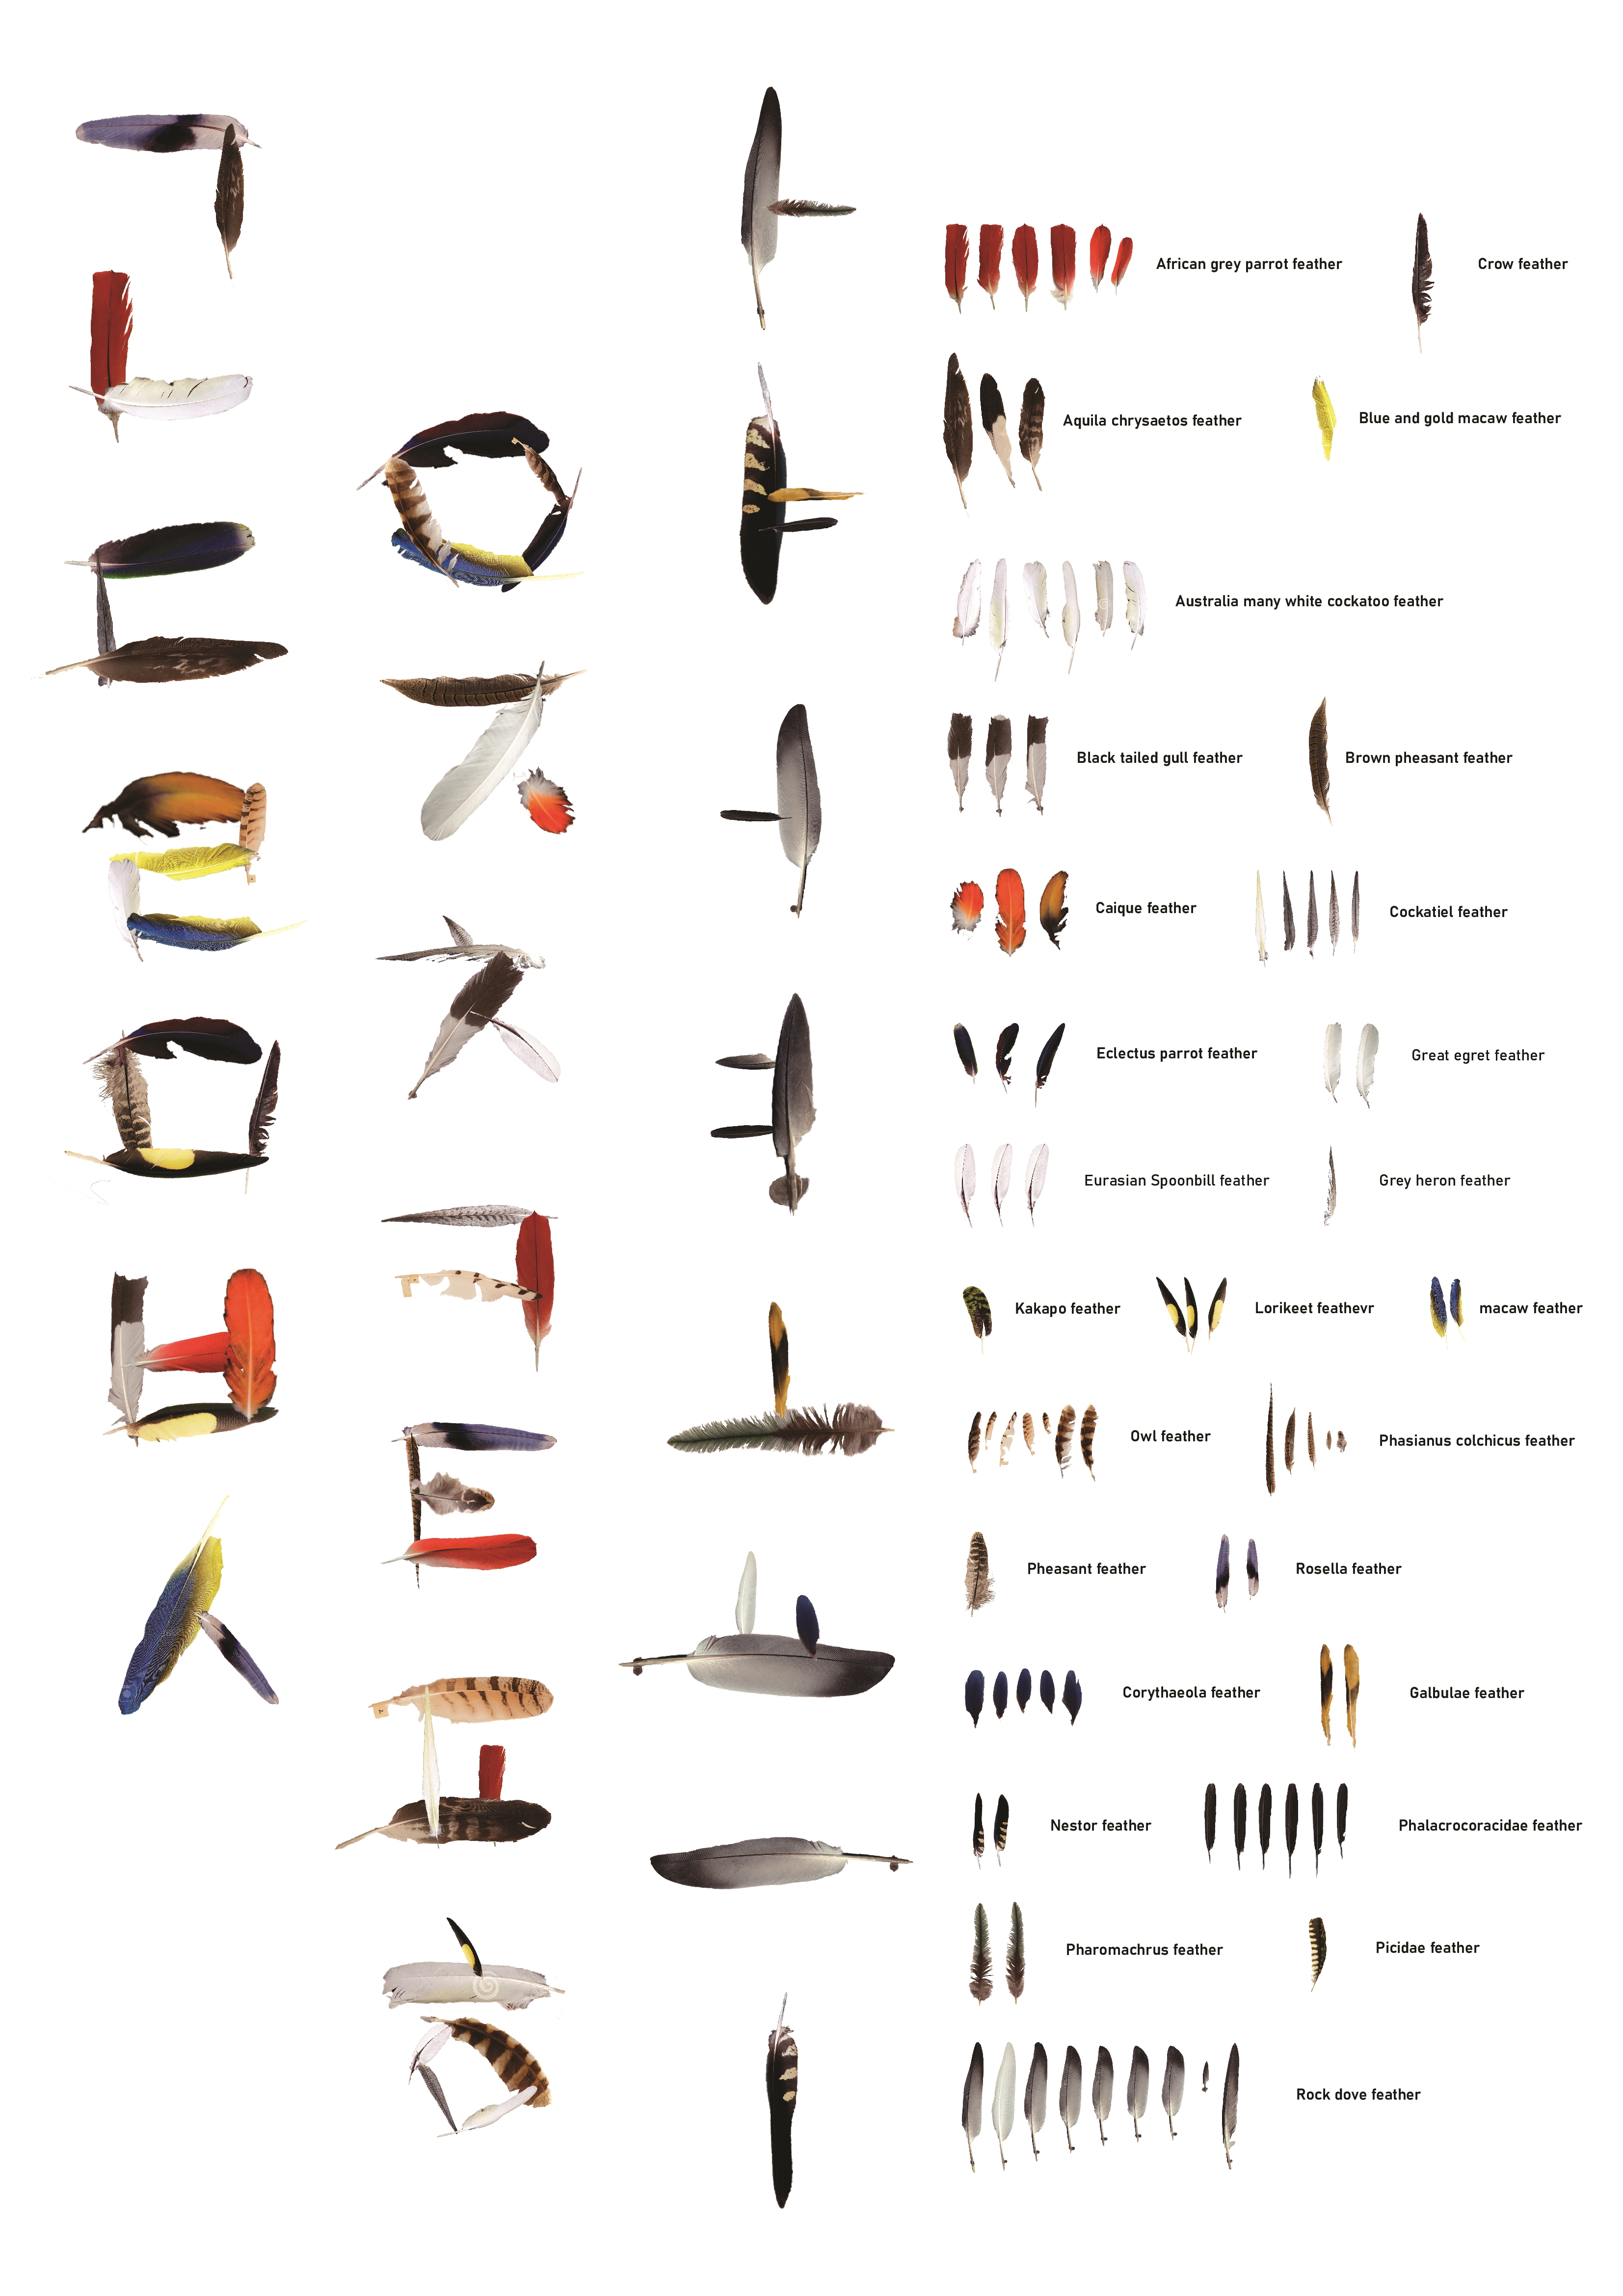 ㄱ
ㄴ
ㄷ
ㄹ
ㅁ
ㅂ
ㅅ
ㅇ
ㅈ
ㅊ
ㅋ
ㅌ
ㅍ
ㅎ
ㅏ
ㅑ
ㅓ
ㅕ
ㅗ
ㅛ
ㅡ
ㅣ
African grey parrot feather
Crow feather
Aquila chrysaetos feather
Blue and gold macaw feather
Australia many white cockatoo feather
Black tailed gull feather
Brown pheasant feather
Caique feather
Cockatiel feather
Eclectus parrot feather
Great egret feather
Eurasian Spoonbill feather
Grey heron feather
Kakapo feather
Lorikeet feathevr
macaw feather
Owl feather
Phasianus colchicus feather
Pheasant feather
Rosella feather
Corythaeola feather
Galbulae feather
Nestor feather
Phalacrocoracidae feather
Pharomachrus feather
Picidae feather
Rock dove feather